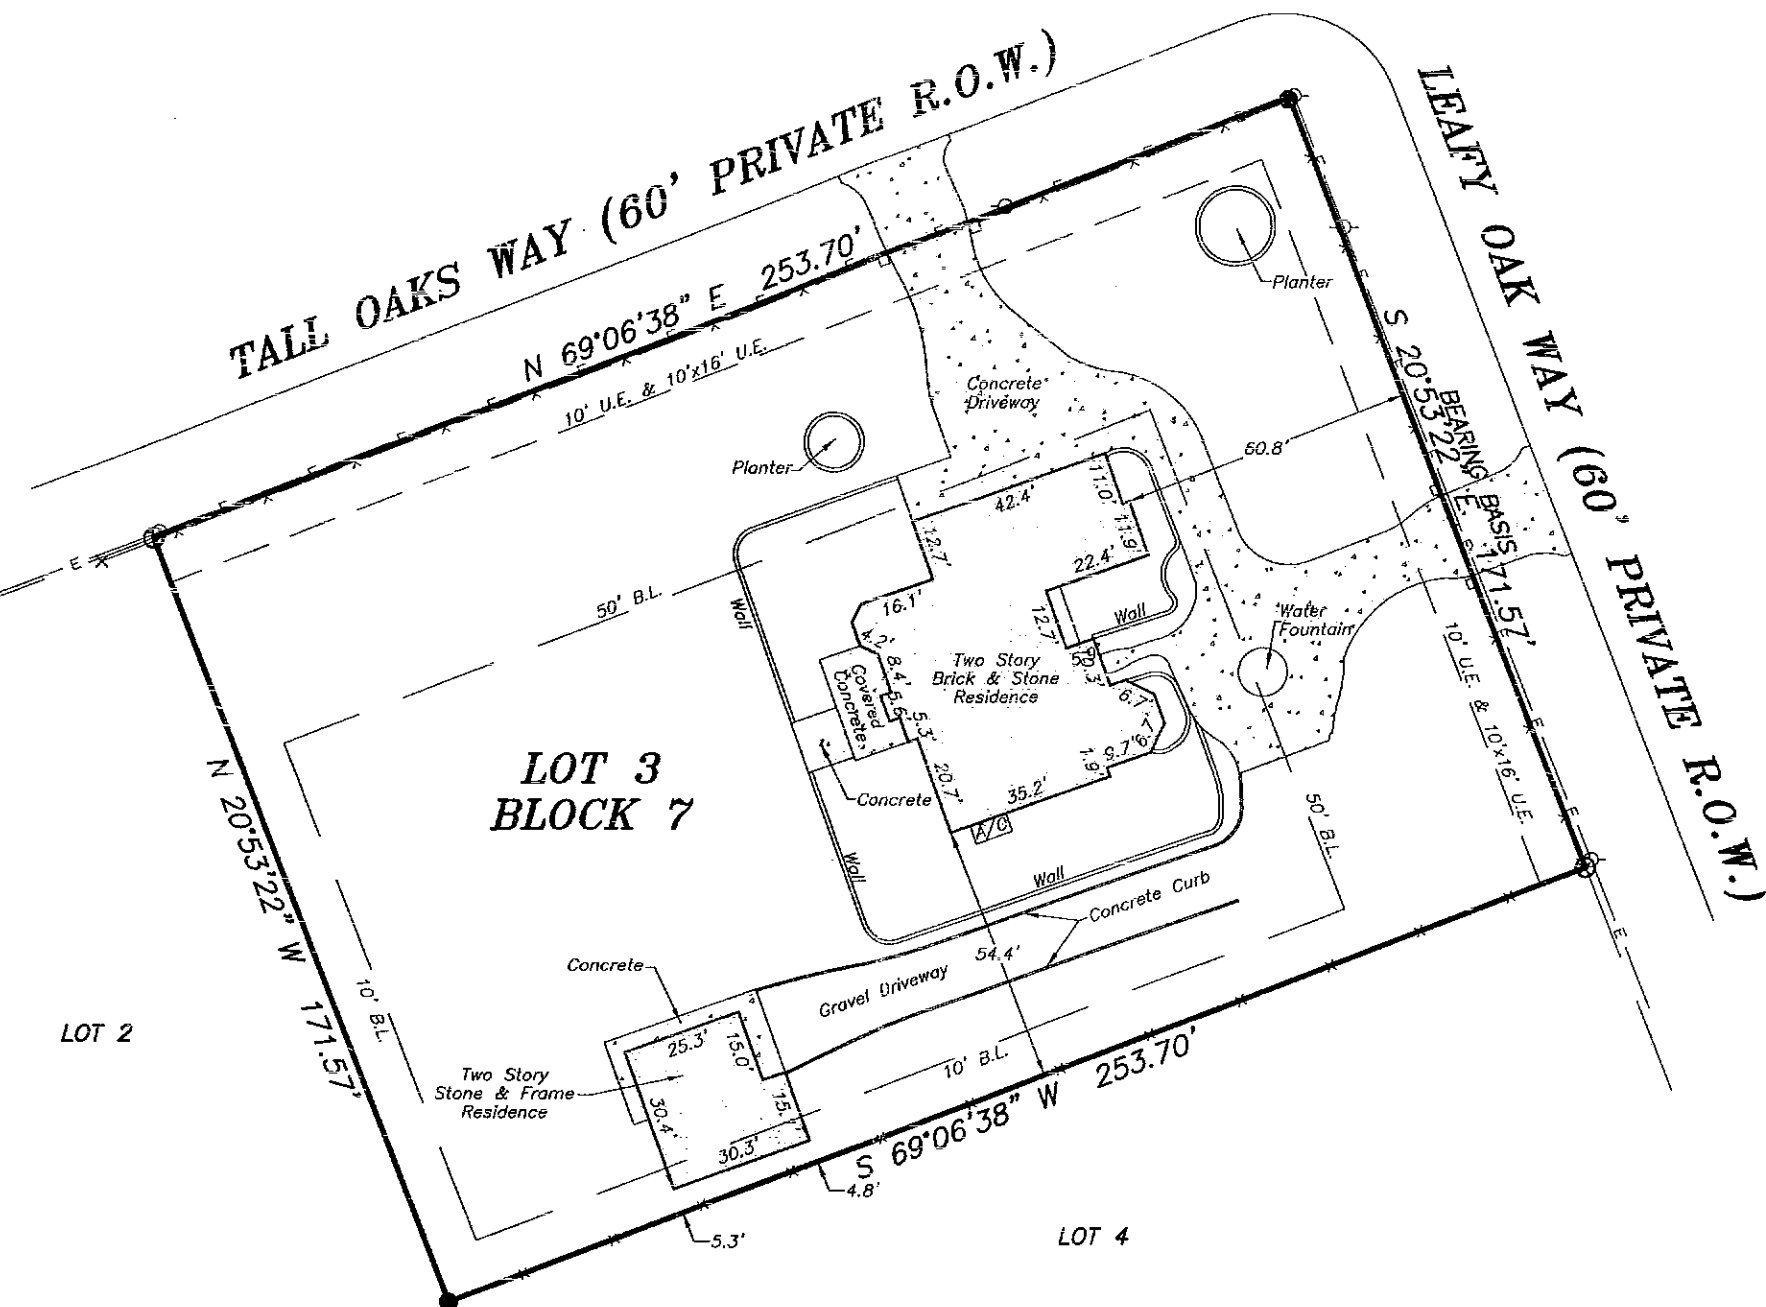 TALL OAKS WAY (60' PRIVATE R.O.W.)
LEAFY OAK WAY (60' PRIVATE R.O.W.)
N 69°06'38" E 253.70'
10' U.E. & 10'x16' U.E.
S 20°53'22" E 171.57'
BEARING BASIS
10' U.E. & 10'x16' U.E.
Planter
Planter
Concrete
Driveway
60.8'
42.4'
11.0'
11.9'
12.7'
22.4'
50' B.L.
16.1'
Wall
12.7'
Wall
Water
Fountain
4.2'
8.4'
5.6'
5.3'
Covered
Concrete
Two Story
Brick & Stone
Residence
6.7'
1.9'
35.2'
20.7'
A/C
Concrete
LOT 3
BLOCK 7
N 20°53'22" W 171.57'
10' B.L.
50' B.L.
Wall
Wall
Concrete Curb
54.4'
Gravel Driveway
Concrete
25.3'
15.0'
Two Story
Stone & Frame
Residence
30.4'
30.3'
10' B.L.
S 69°06'38" W 253.70'
4.8'
5.3'
LOT 2
LOT 4
E
E